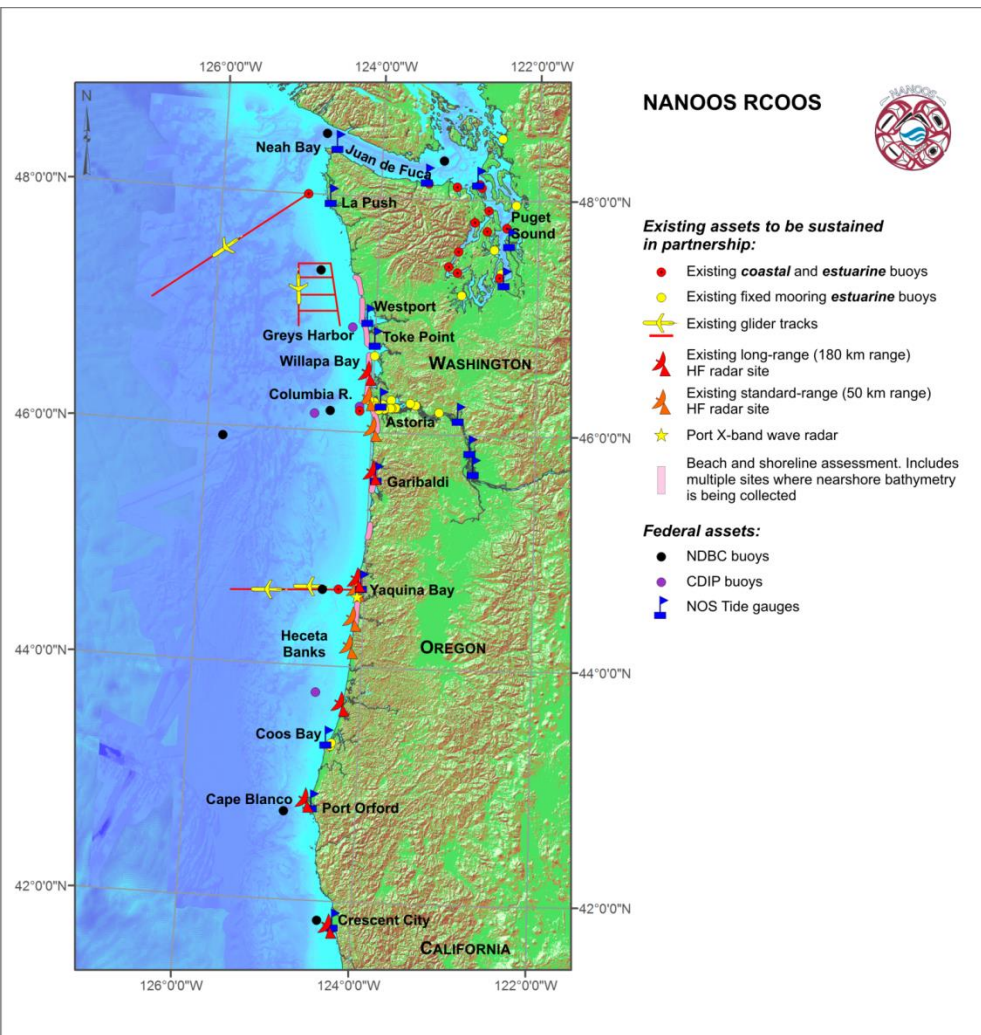 126°0'0"W
124°0'0"W
122°0'0"W
NANOOS RCOOS
NANOOS
N
Neah Bay
Juan de Fuca
48°0'0"N
48°0'0"N
La Push
Puget
Sound
Existing assets to be sustained
in partnership:
Existing coastal and estuarine buoys
Existing fixed mooring estuarine buoys
Existing glider tracks
Existing long-range (180 km range)
HF radar site
Existing standard-range (50 km range)
HF radar site
Port X-band wave radar
Beach and shoreline assessment. Includes
multiple sites where nearshore bathymetry
is being collected
Federal assets:
NDBC buoys
CDIP buoys
NOS Tide gauges
Westport
Greys Harbor
Toke Point
Willapa Bay
WASHINGTON
Columbia R.
46°0'0"N
Astoria
46°0'0"N
Garibaldi
Yaquina Bay
Heceta
Banks
OREGON
44°0'0"N
44°0'0"N
Coos Bay
Cape Blanco
Port Orford
42°0'0"N
42°0'0"N
Crescent City
CALIFORNIA
126°0'0"W
124°0'0"W
122°0'0"W